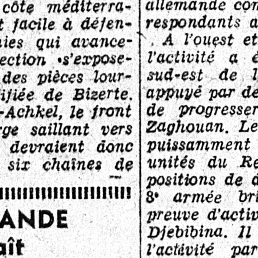 côte méditerra-
t facile à défen-
nies qui avance-
ection s'expose-
des pièces lour-
ifiée de Bizerte.
-Achkel, le front
rge saillant vers
devraient donc
six chaînes de
ANDE
aît
allemande con
respondants a
. A l'ouest et
l'activité a é
sud-est de l
appuyé par de
de progresser
Zaghouan. Le
puissamment
unités du Re
positions de d
8e armée bri
preuve d'activ
Djebibina. Il
l'activité par